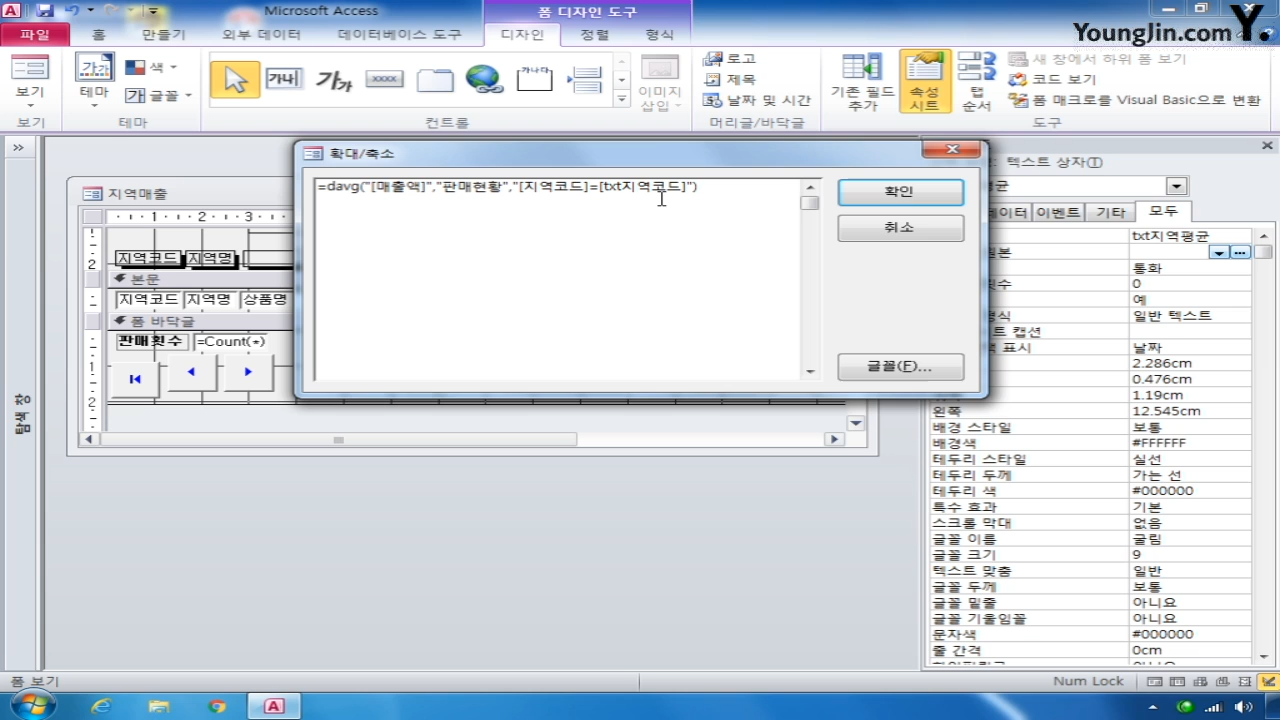 Microsoft Access
폼 디자인 도구
YoungJin.com Y.
파일 홈 만들기 외부 데이터 데이터베이스 도구 디자인 정렬 형식
보기
테마
색
글꼴
가나
가가
xxxx
이미지 삽입
로고
제목
날짜 및 시간
기존 필드 추가
속성 시트
탭 순서
새 창에서 하위 폼 보기
코드 보기
폼 매크로를 Visual Basic으로 변환
보기 테마 컨트롤 머리글/바닥글 도구
확대/축소
=davg("[매출액]","판매현황","[지역코드]=[txt지역코드]")
확인
취소
글꼴(F)...
지역매출
1 2 3
지역코드 지역명
본문
지역코드 지역명 상품명
폼 바닥글
판매횟수 =Count(*)
탐색 창
텍스트 상자(T)
이벤트 기타 모두
txt지역평균
통화
0
예
일반 텍스트
캡션
표시 날짜
2.286cm
0.476cm
1.19cm
왼쪽 12.545cm
배경 스타일 보통
배경색 #FFFFFF
테두리 스타일 실선
테두리 두께 가는 선
테두리 색 #000000
특수 효과 기본
스크롤 막대 없음
글꼴 이름 굴림
글꼴 크기 9
텍스트 맞춤 일반
글꼴 두께 보통
글꼴 밑줄 아니요
글꼴 기울임꼴 아니요
문자색 #000000
줄 간격 0cm
폼 보기
Num Lock